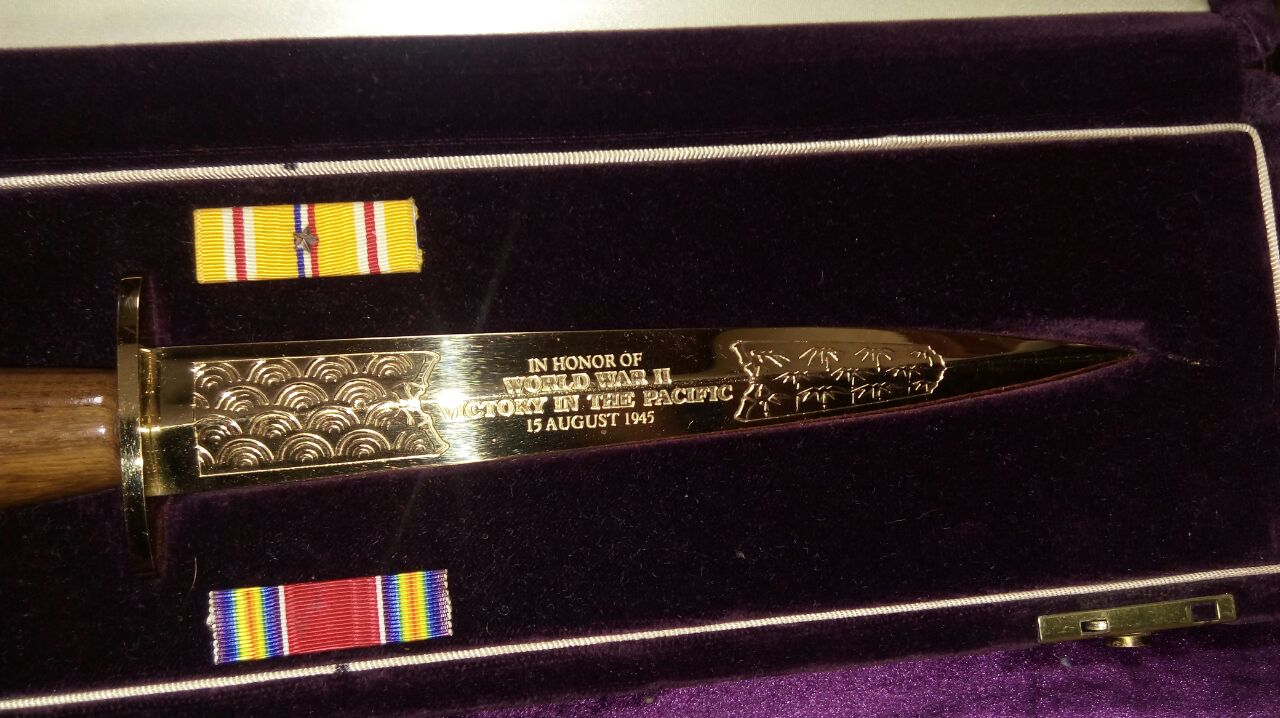 IN HONOR OF
WORLD WAR II
VICTORY IN THE PACIFIC
15 AUGUST 1945